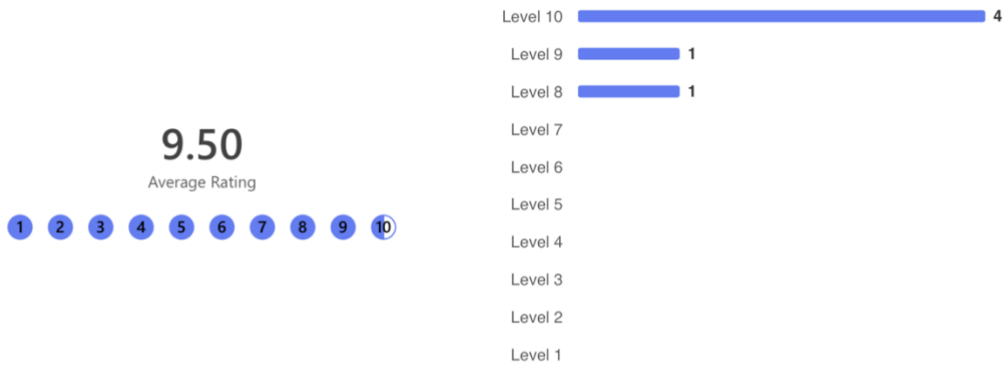 9.50
Average Rating
1 2 3 4 5 6 7 8 9 10
Level 10 4
Level 9 1
Level 8 1
Level 7
Level 6
Level 5
Level 4
Level 3
Level 2
Level 1